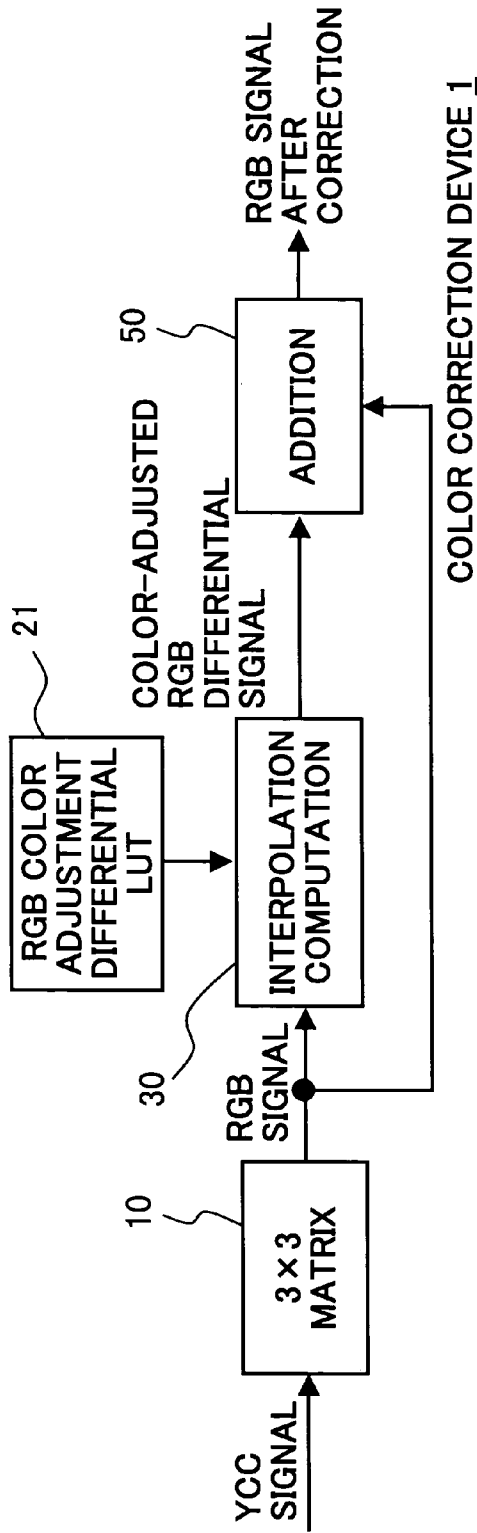 YCC
SIGNAL
10
3×3
MATRIX
RGB
SIGNAL
30
INTERPOLATION
COMPUTATION
21
RGB COLOR
ADJUSTMENT
DIFFERENTIAL
LUT
COLOR-ADJUSTED
RGB
DIFFERENTIAL
SIGNAL
50
ADDITION
RGB SIGNAL
AFTER
CORRECTION
COLOR CORRECTION DEVICE 1